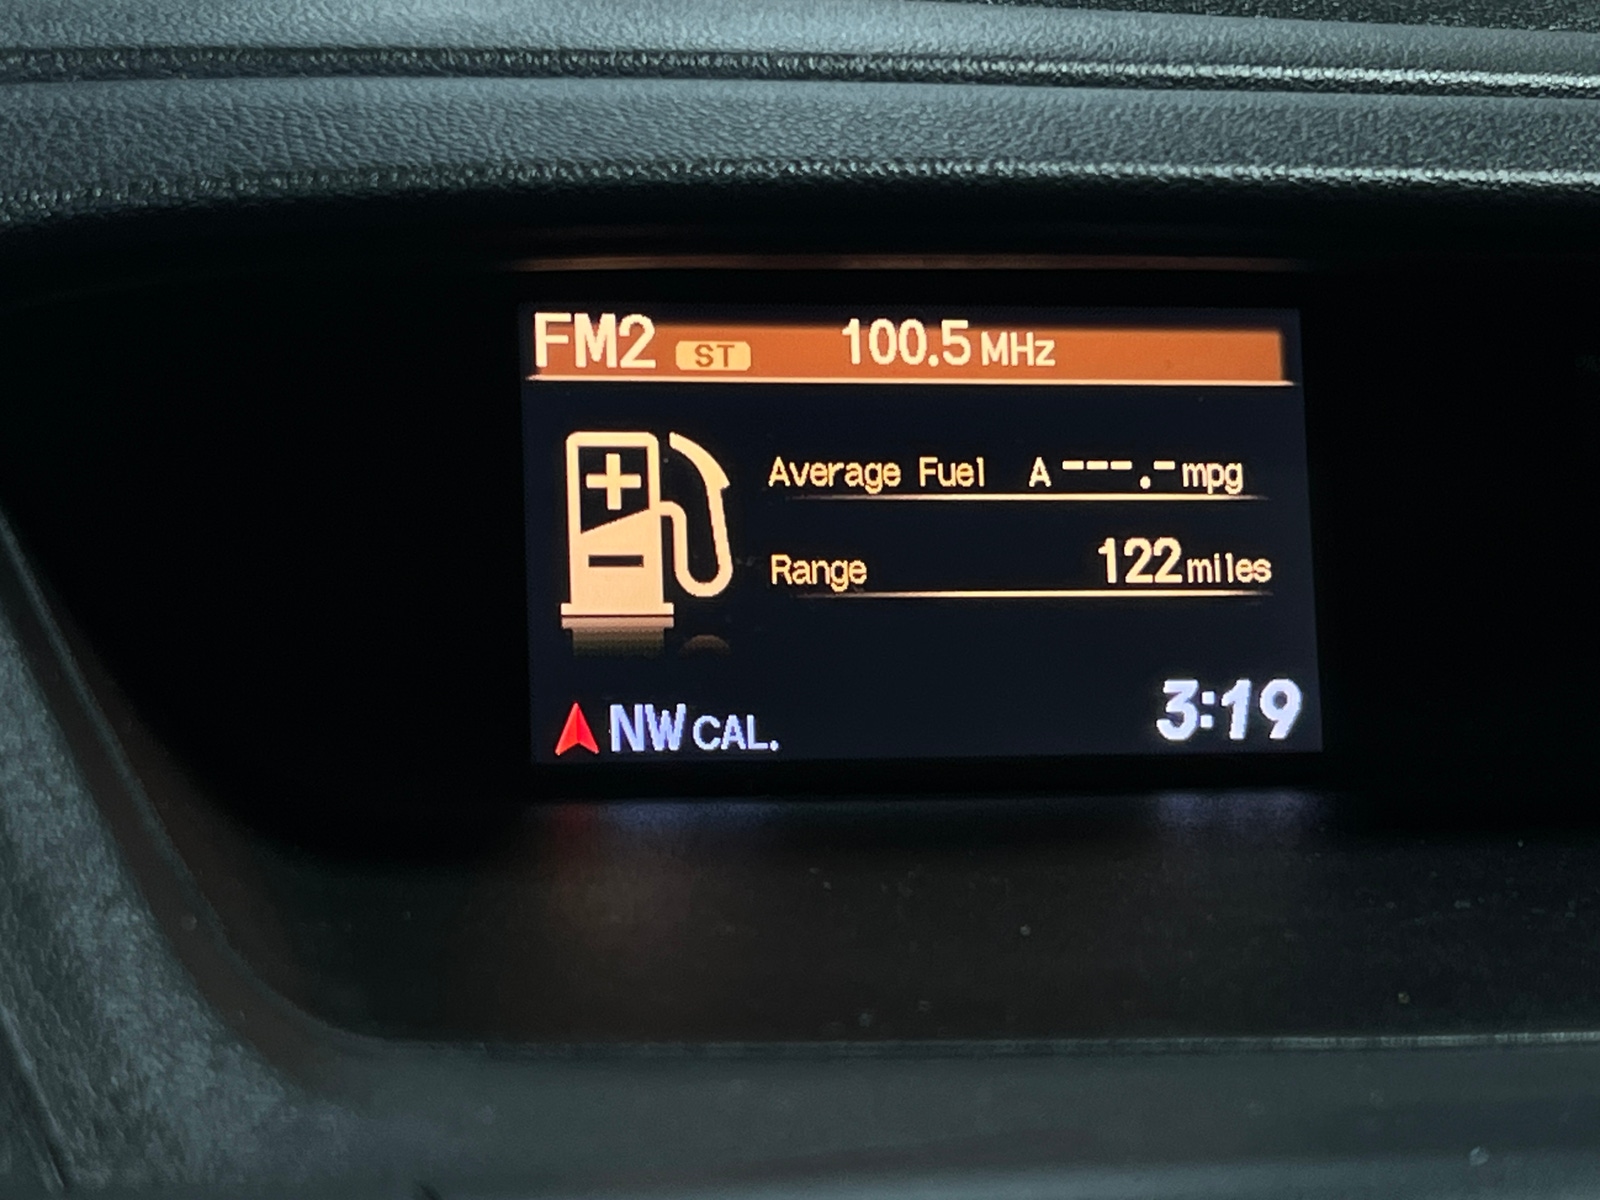 FM2 ST 100.5 MHz
Average Fuel A ---.- mpg
Range 122 miles
NW CAL. 3:19